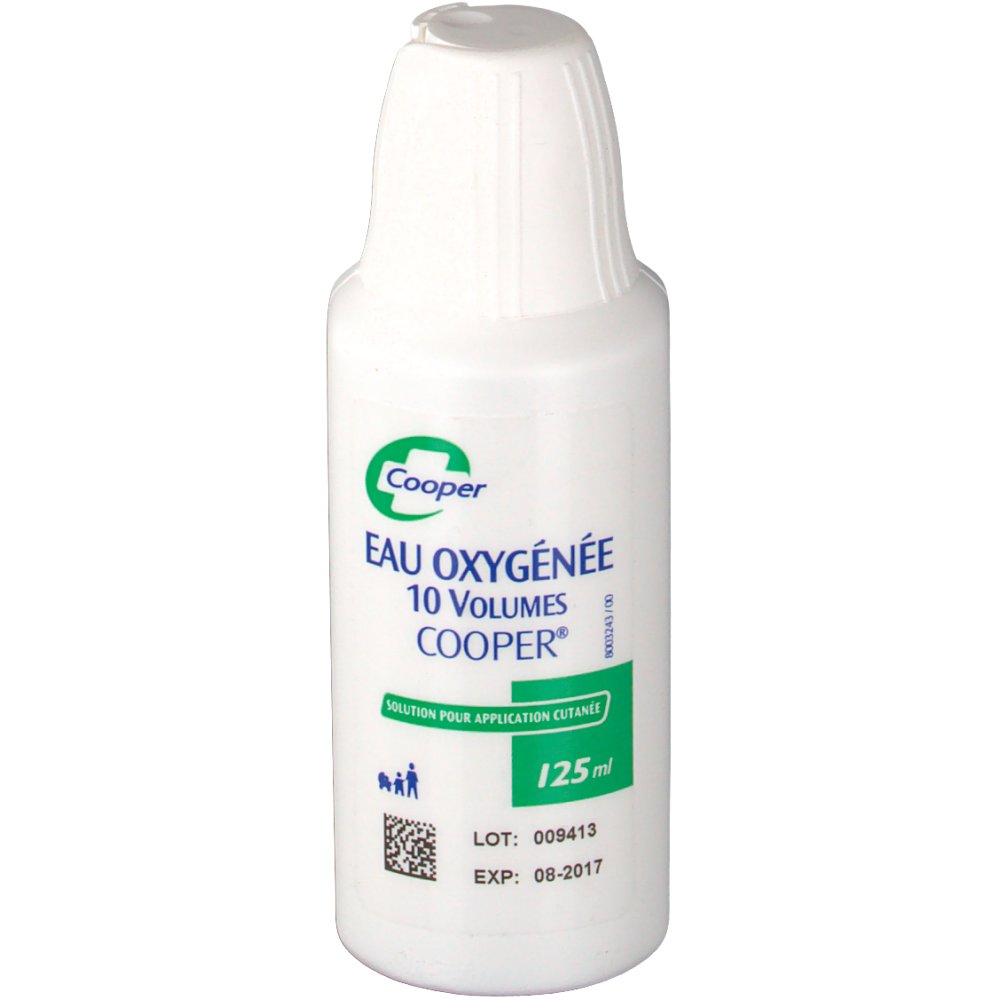 Cooper
EAU OXYGÉNÉE
10 VOLUMES
COOPER®
8003243/00
SOLUTION POUR APPLICATION CUTANÉE
125 ml
LOT: 009413
EXP: 08-2017